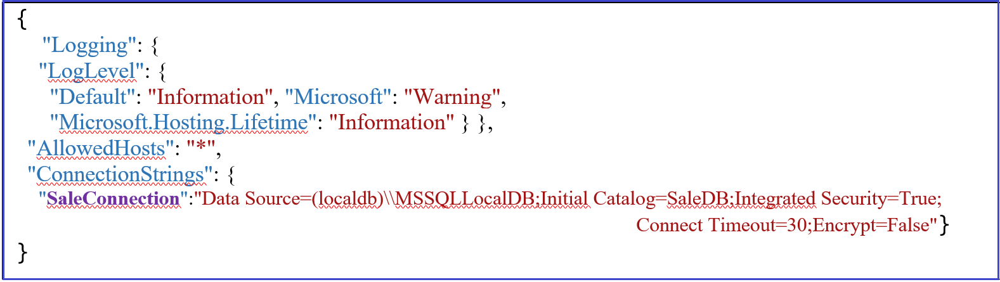 {
"Logging": {
"LogLevel": {
"Default": "Information", "Microsoft": "Warning",
"Microsoft.Hosting.Lifetime": "Information" } },
"AllowedHosts": "*",
"ConnectionStrings": {
"SaleConnection":"Data Source=(localdb)\\MSSQLLocalDB;Initial Catalog=SaleDB;Integrated Security=True;
Connect Timeout=30;Encrypt=False"}
}